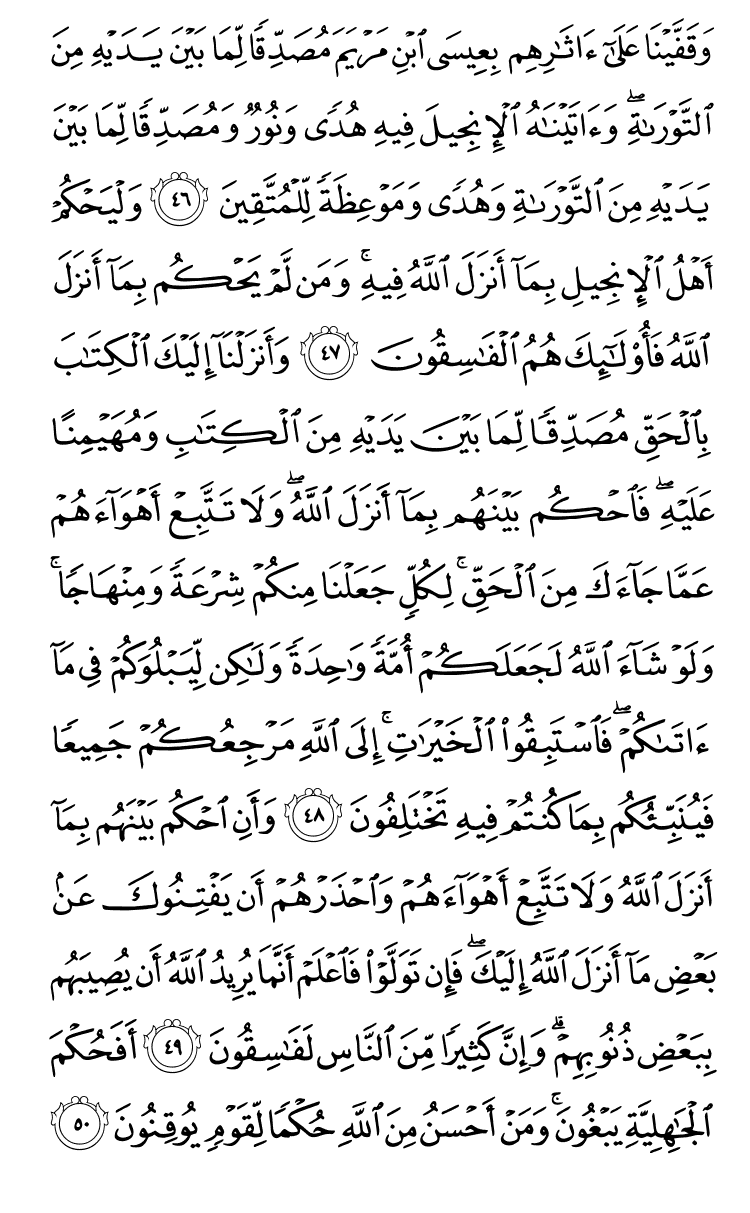 وَقَفَّيۡنَا عَلَىٰٓ ءَاثَٰرِهِم بِعِيسَى ٱبۡنِ مَرۡيَمَ مُصَدِّقٗا لِّمَا بَيۡنَ يَدَيۡهِ مِنَ
ٱلتَّوۡرَىٰةِۖ وَءَاتَيۡنَٰهُ ٱلۡإِنجِيلَ فِيهِ هُدٗى وَنُورٞ وَمُصَدِّقٗا لِّمَا بَيۡنَ
يَدَيۡهِ مِنَ ٱلتَّوۡرَىٰةِ وَهُدٗى وَمَوۡعِظَةٗ لِّلۡمُتَّقِينَ ٤٦ وَلۡيَحۡكُمۡ
أَهۡلُ ٱلۡإِنجِيلِ بِمَآ أَنزَلَ ٱللَّهُ فِيهِۚ وَمَن لَّمۡ يَحۡكُم بِمَآ أَنزَلَ
ٱللَّهُ فَأُوْلَٰٓئِكَ هُمُ ٱلۡفَٰسِقُونَ ٤٧ وَأَنزَلۡنَآ إِلَيۡكَ ٱلۡكِتَٰبَ
بِٱلۡحَقِّ مُصَدِّقٗا لِّمَا بَيۡنَ يَدَيۡهِ مِنَ ٱلۡكِتَٰبِ وَمُهَيۡمِنًا
عَلَيۡهِۖ فَٱحۡكُم بَيۡنَهُم بِمَآ أَنزَلَ ٱللَّهُۖ وَلَا تَتَّبِعۡ أَهۡوَآءَهُمۡ
عَمَّا جَآءَكَ مِنَ ٱلۡحَقِّۚ لِكُلّٖ جَعَلۡنَا مِنكُمۡ شِرۡعَةٗ وَمِنۡهَاجٗاۚ
وَلَوۡ شَآءَ ٱللَّهُ لَجَعَلَكُمۡ أُمَّةٗ وَٰحِدَةٗ وَلَٰكِن لِّيَبۡلُوَكُمۡ فِي مَآ
ءَاتَىٰكُمۡۖ فَٱسۡتَبِقُواْ ٱلۡخَيۡرَٰتِۚ إِلَى ٱللَّهِ مَرۡجِعُكُمۡ جَمِيعٗا
فَيُنَبِّئُكُم بِمَا كُنتُمۡ فِيهِ تَخۡتَلِفُونَ ٤٨ وَأَنِ ٱحۡكُم بَيۡنَهُم بِمَآ
أَنزَلَ ٱللَّهُ وَلَا تَتَّبِعۡ أَهۡوَآءَهُمۡ وَٱحۡذَرۡهُمۡ أَن يَفۡتِنُوكَ عَنۢ
بَعۡضِ مَآ أَنزَلَ ٱللَّهُ إِلَيۡكَۖ فَإِن تَوَلَّوۡاْ فَٱعۡلَمۡ أَنَّمَا يُرِيدُ ٱللَّهُ أَن يُصِيبَهُم
بِبَعۡضِ ذُنُوبِهِمۡۗ وَإِنَّ كَثِيرٗا مِّنَ ٱلنَّاسِ لَفَٰسِقُونَ ٤٩ أَفَحُكۡمَ
ٱلۡجَٰهِلِيَّةِ يَبۡغُونَۚ وَمَنۡ أَحۡسَنُ مِنَ ٱللَّهِ حُكۡمٗا لِّقَوۡمٖ يُوقِنُونَ ٥٠